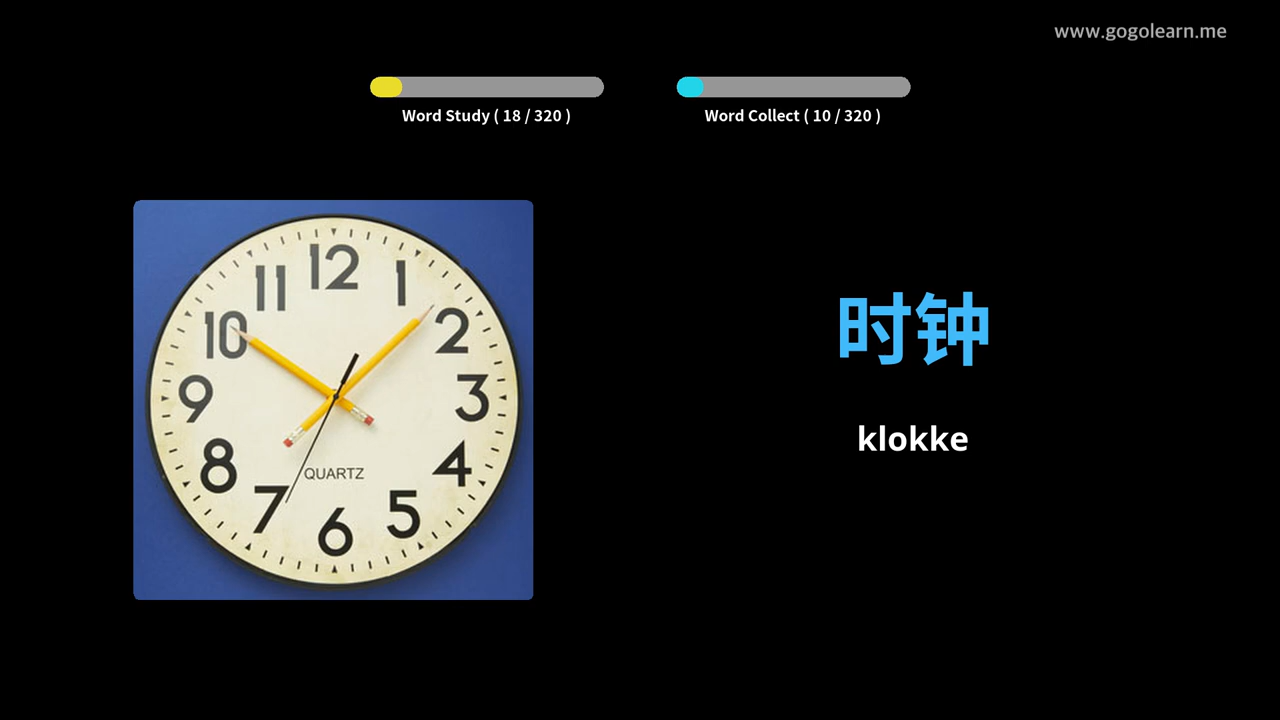 www.gogolearn.me
Word Study ( 18 / 320 )
Word Collect ( 10 / 320 )
12
11
1
10
2
9
3
8
4
QUARTZ
7
5
6
时钟
klokke